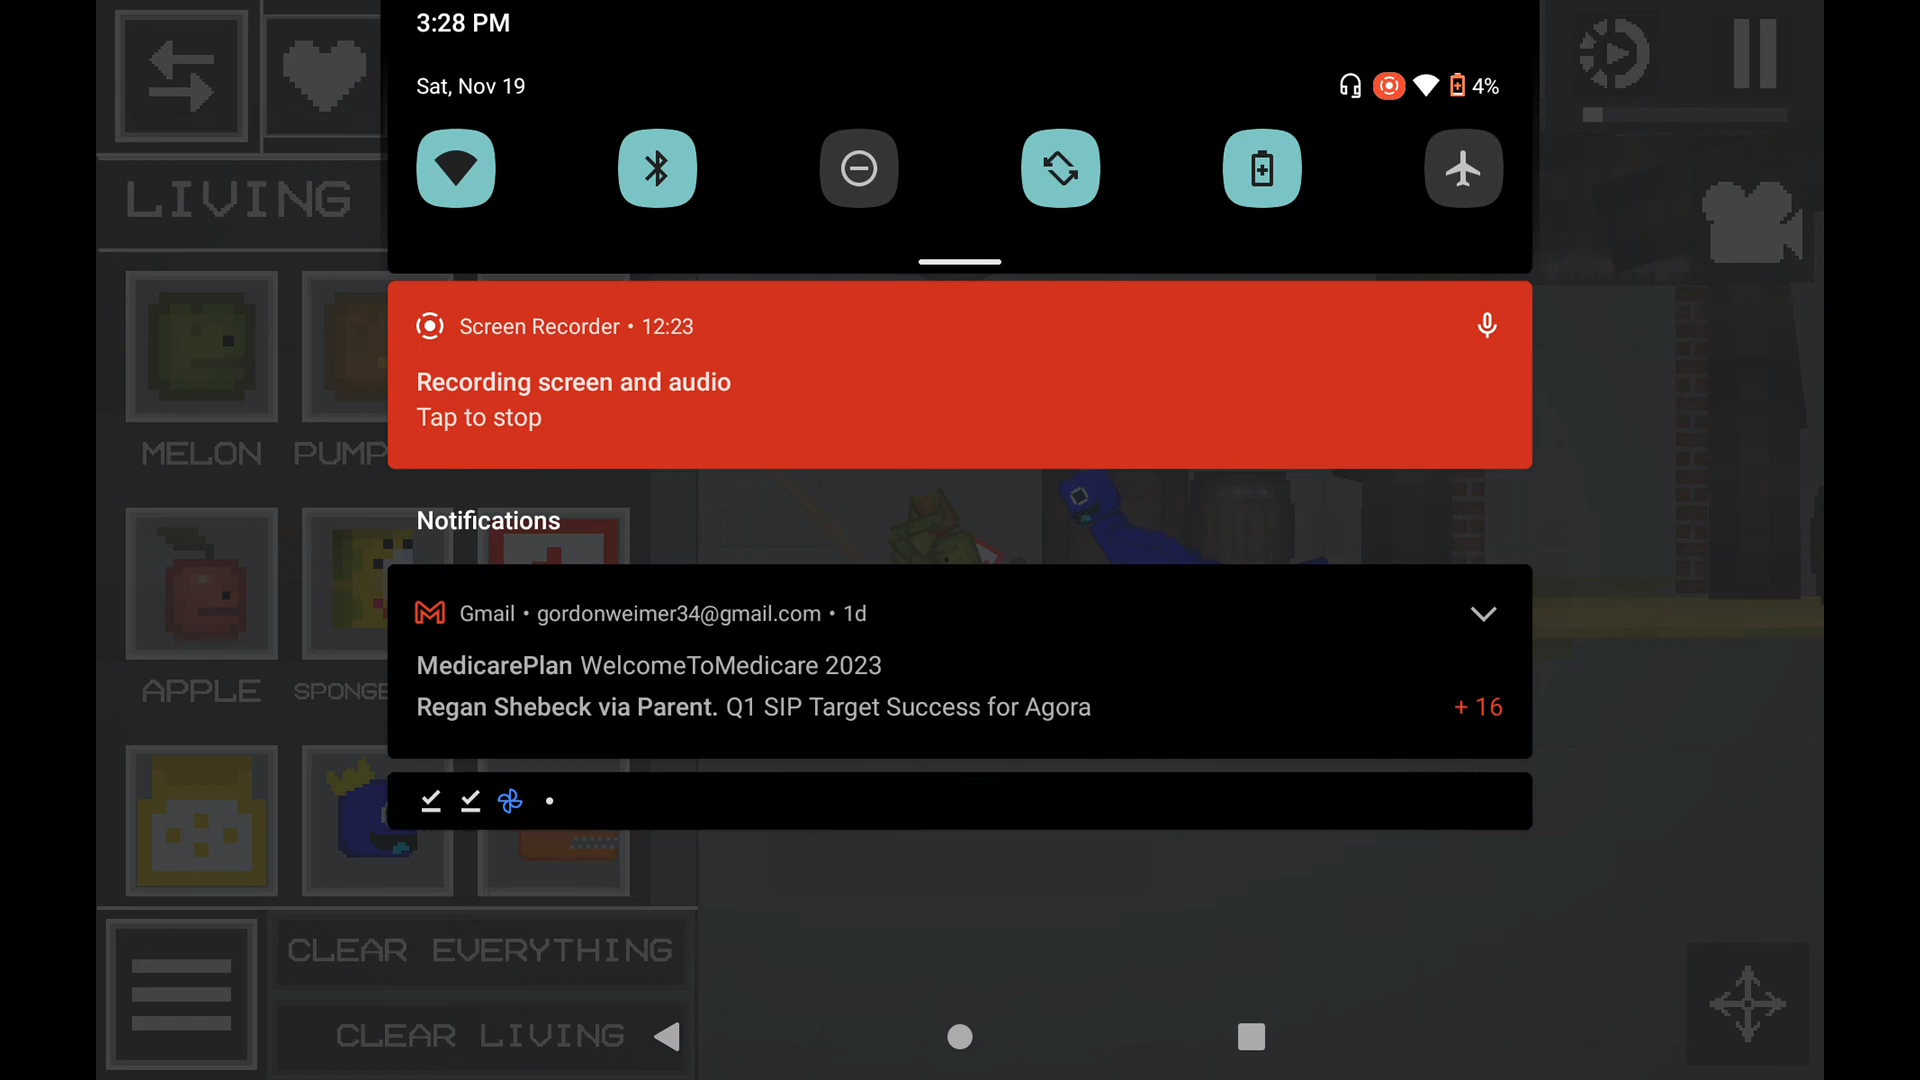 3:28 PM
Sat, Nov 19
4%
LIVING
Screen Recorder • 12:23
Recording screen and audio
Tap to stop
MELON
PUMP
Notifications
Gmail • gordonweimer34@gmail.com • 1d
MedicarePlan WelcomeToMedicare 2023
Regan Shebeck via Parent. Q1 SIP Target Success for Agora
+ 16
APPLE
SPONGE
CLEAR EVERYTHING
CLEAR LIVING